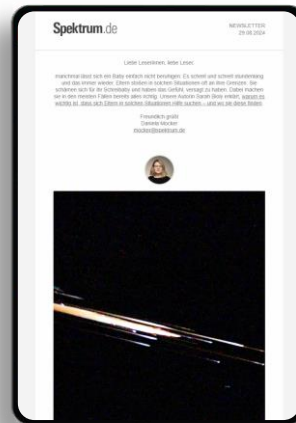 Spektrum.de
NEWSLETTER
29.08.2024
Liebe Leserinnen, liebe Leser,
manchmal lässt sich ein Baby einfach nicht beruhigen. Es schreit und schreit stundenlang
und das immer wieder. Eltern stoßen in solchen Situationen oft an ihre Grenzen. Sie
schämen sich für ihr Schreibaby und haben das Gefühl, versagt zu haben. Dabei machen
sie in den meisten Fällen bereits alles richtig. Unsere Autorin Sarah erklärt, warum es
wichtig ist, dass sich Eltern in solchen Situationen Hilfe suchen – und wo sie diese finden.
Freundlich grüßt
Daniela Mocker
mocker@spektrum.de